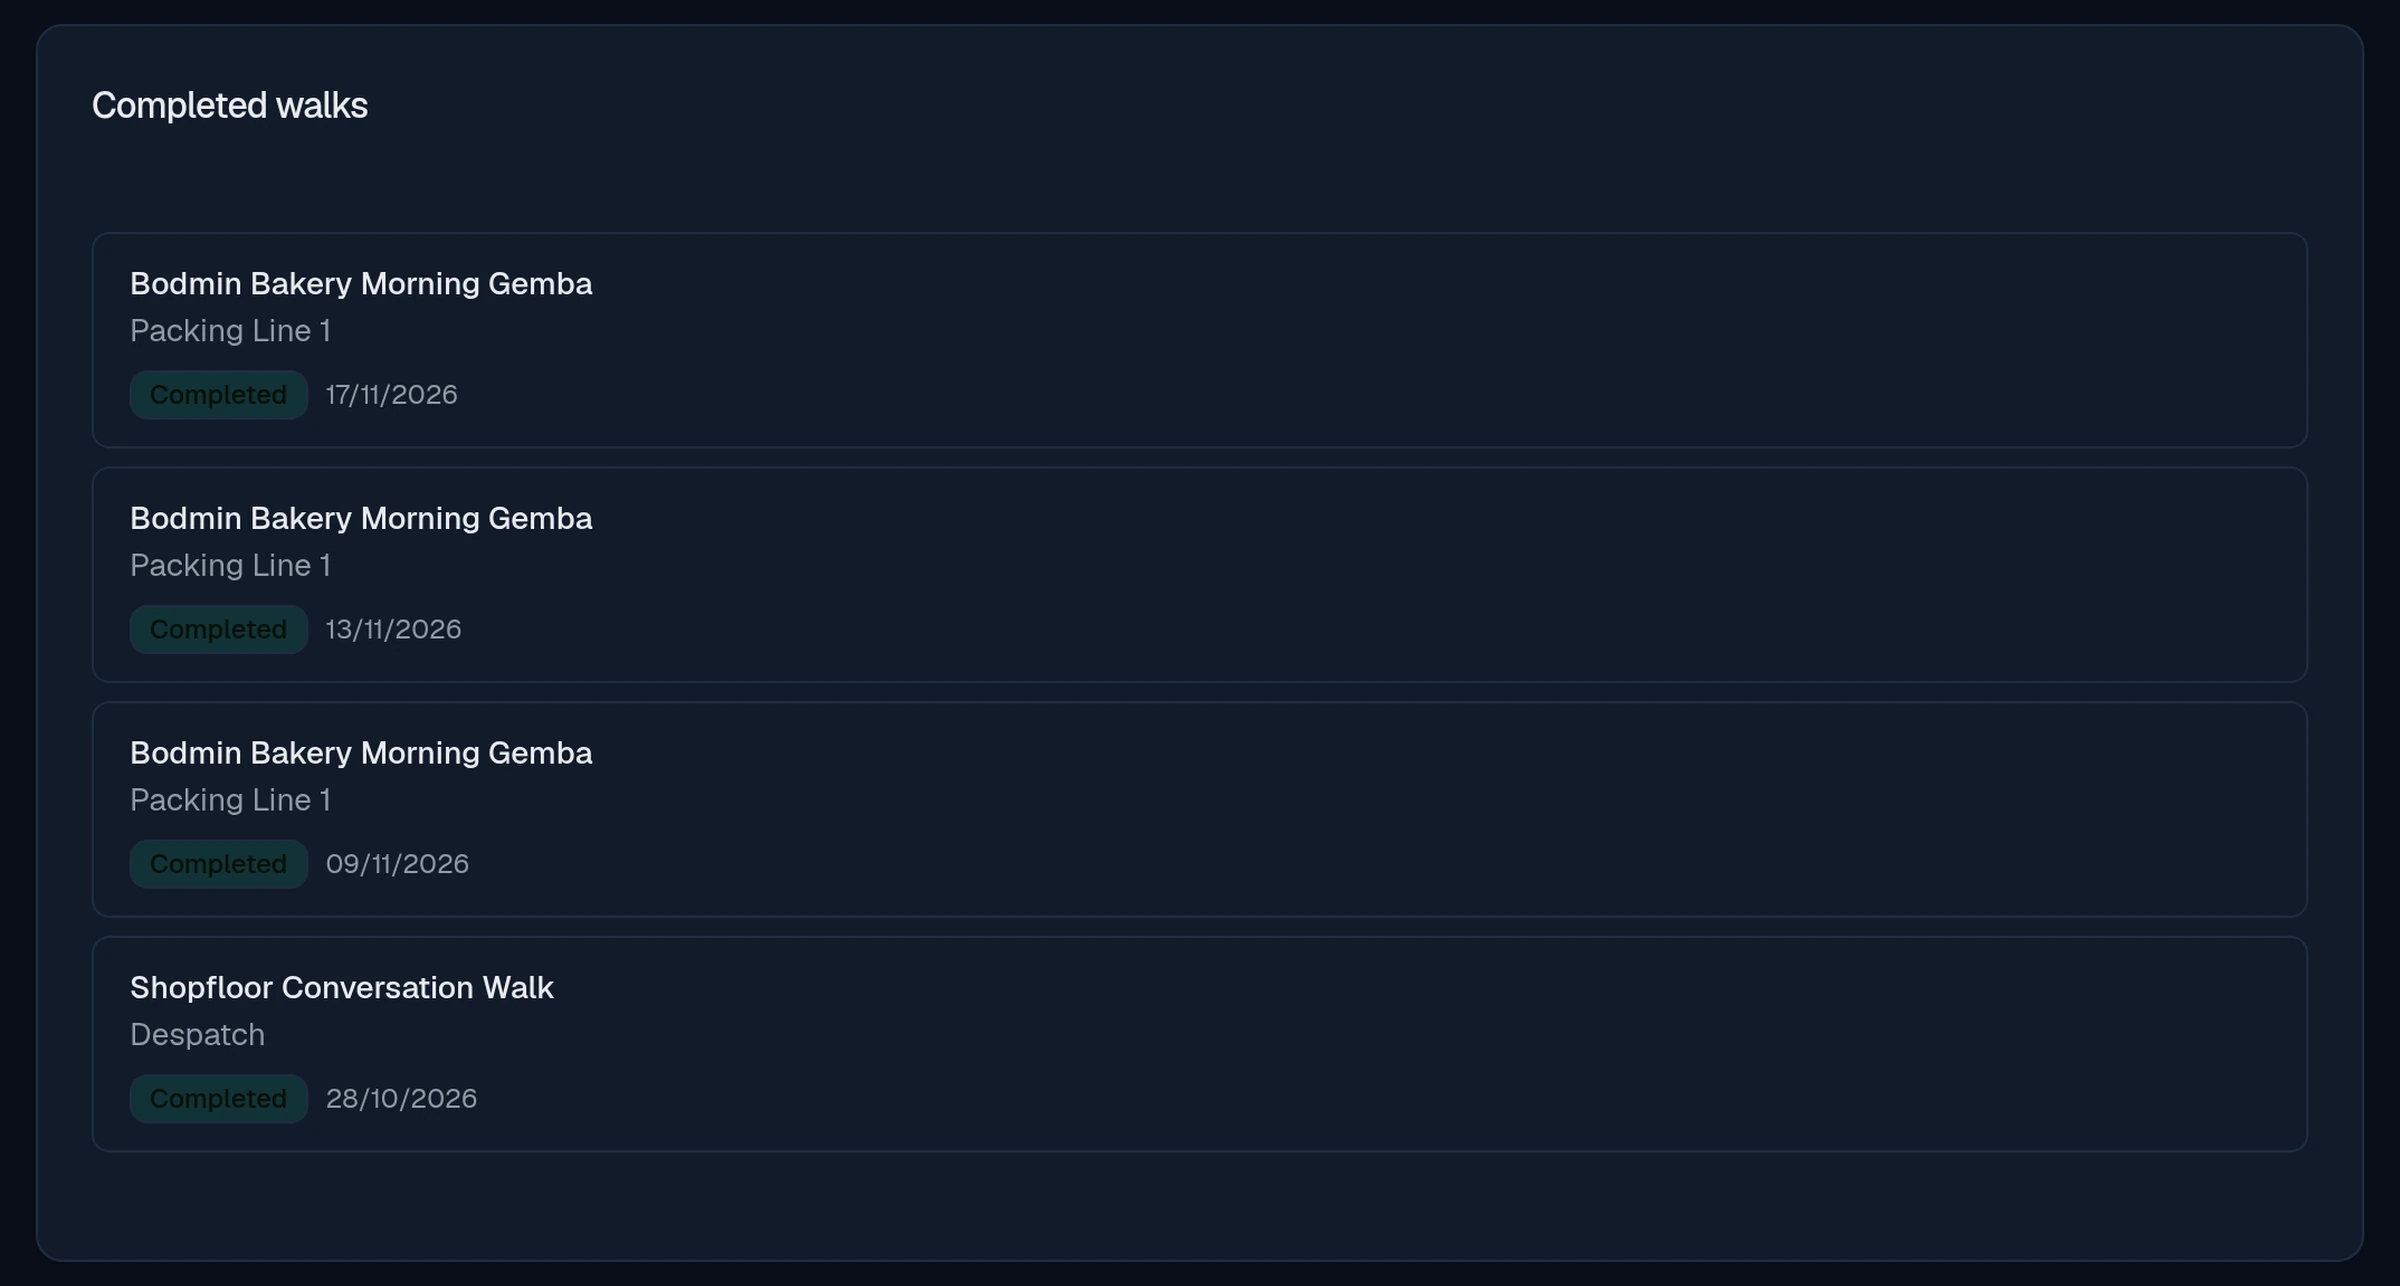 Completed walks
Bodmin Bakery Morning Gemba
Packing Line 1
Completed 17/11/2026
Bodmin Bakery Morning Gemba
Packing Line 1
Completed 13/11/2026
Bodmin Bakery Morning Gemba
Packing Line 1
Completed 09/11/2026
Shopfloor Conversation Walk
Despatch
Completed 28/10/2026